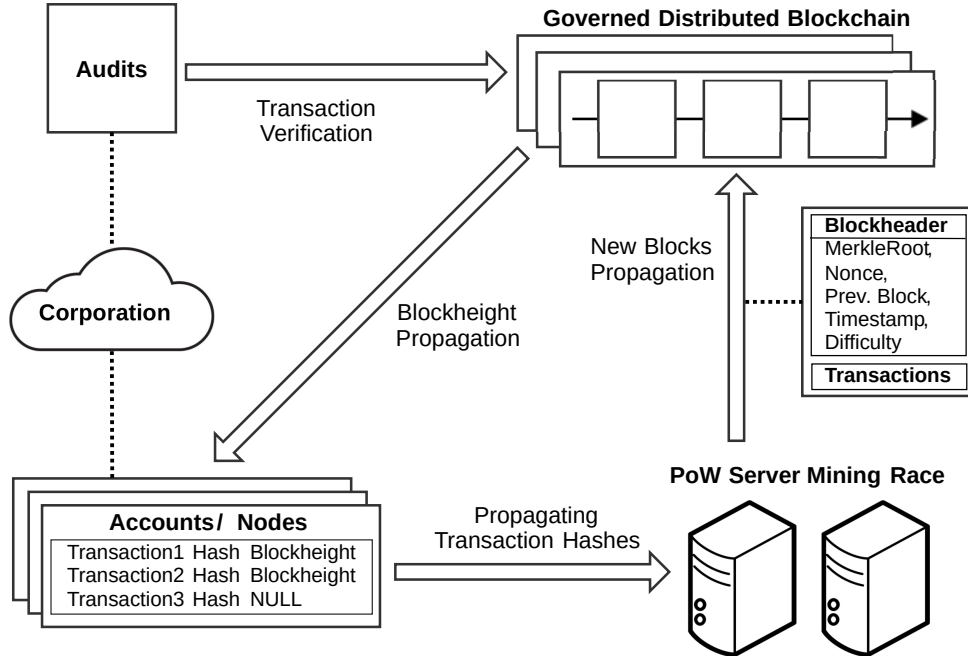 Governed Distributed Blockchain
Audits
Transaction
Verification
Blockheader
MerkleRoot,
Nonce,
Prev. Block,
Timestamp,
Difficulty
Transactions
New Blocks
Propagation
Corporation
Blockheight
Propagation
PoW Server Mining Race
Accounts/ Nodes
Transaction1 Hash Blockheight
Transaction2 Hash Blockheight
Transaction3 Hash NULL
Propagating
Transaction Hashes